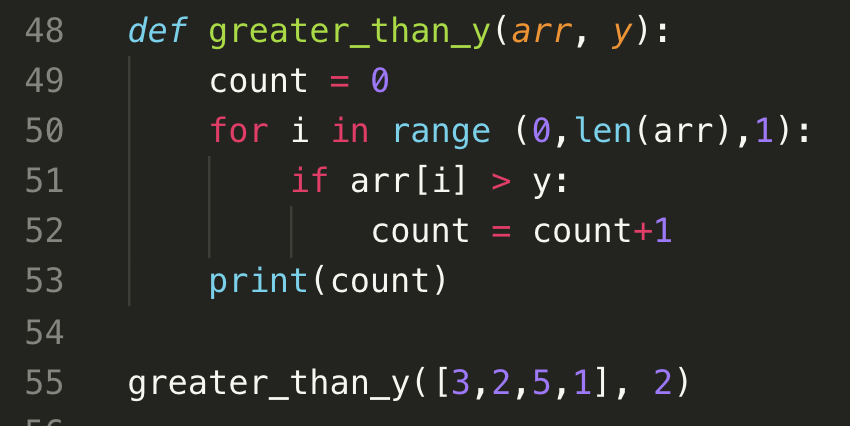 48 def greater_than_y(arr, y):
49 count = 0
50 for i in range (0,len(arr),1):
51 if arr[i] > y:
52 count = count+1
53 print(count)
54
55 greater_than_y([3,2,5,1], 2)